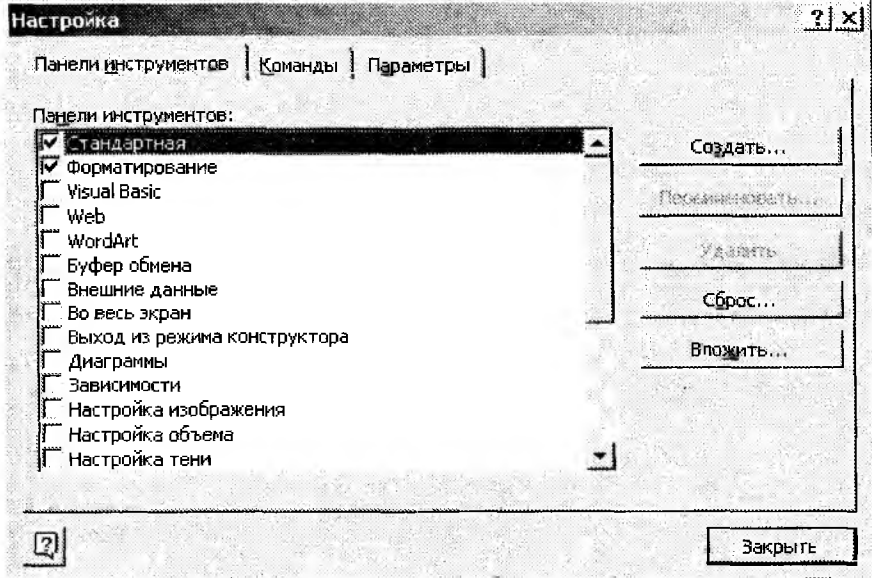 Настройка
Панели инструментов Команды Параметры
Панели инструментов:
Стандартная
Форматирование
Visual Basic
Web
WordArt
Буфер обмена
Внешние данные
Во весь экран
Выход из режима конструктора
Диаграммы
Зависимости
Настройка изображения
Настройка объема
Настройка тени
Создать...
Переименовать...
Удалить
Сброс...
Вложить...
Закрыть